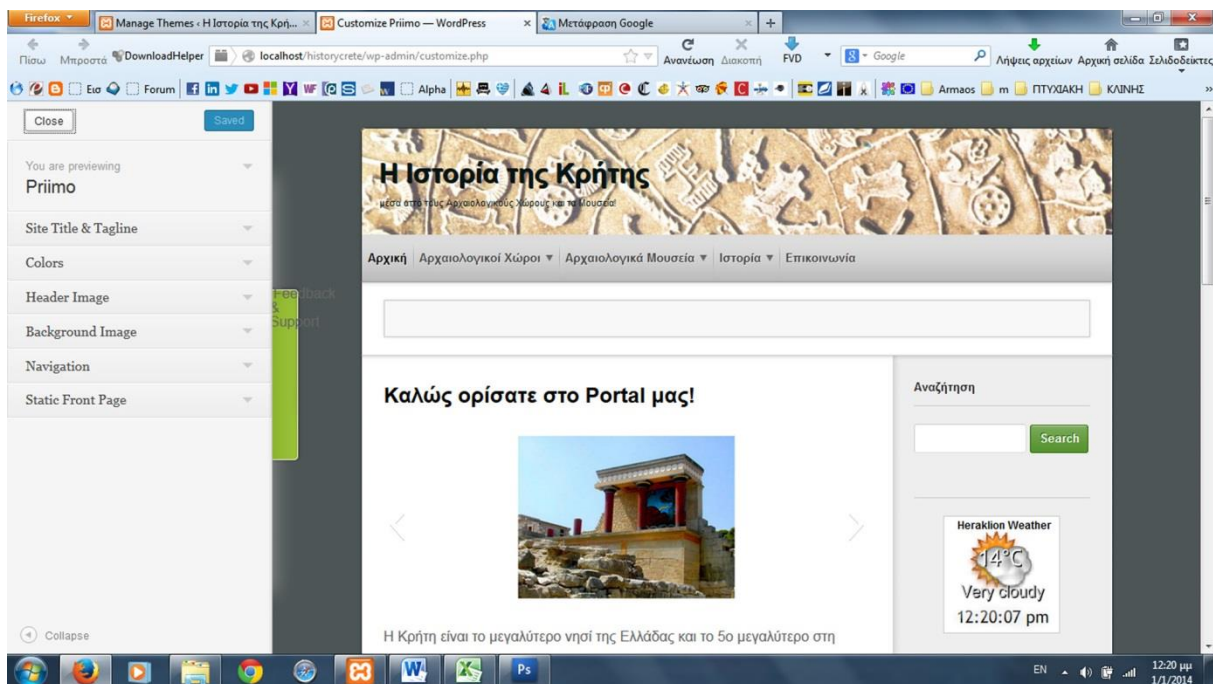 Firefox
Manage Themes ‹ Η Ιστορία της Κρή...
Customize Priimo — WordPress
Μετάφραση Google
Πίσω
Μπροστά
DownloadHelper
localhost/historycrete/wp-admin/customize.php
Ανανέωση
Διακοπή
FVD
Google
Λήψεις αρχείων
Αρχική σελίδα
Σελιδοδείκτες
Forum
Alpha
Armaos
m
ΠΤΥΧΙΑΚΗ
ΚΛΙΝΗΣ
Close
Saved
You are previewing
Priimo
Site Title & Tagline
Colors
Header Image
Background Image
Navigation
Static Front Page
Collapse
Feedback
&
Support
Η Ιστορία της Κρήτης
μέσα από τους Αρχαιολογικούς Χώρους και τα Μουσεία!
Αρχική
Αρχαιολογικοί Χώροι
Αρχαιολογικά Μουσεία
Ιστορία
Επικοινωνία
Καλώς ορίσατε στο Portal μας!
Η Κρήτη είναι το μεγαλύτερο νησί της Ελλάδας και το 5ο μεγαλύτερο στη
Αναζήτηση
Search
Heraklion Weather
14°C
Very cloudy
12:20:07 pm
EN
12:20 μμ
1/1/2014